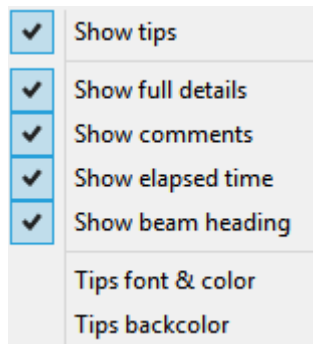 Show tips
Show full details
Show comments
Show elapsed time
Show beam heading
Tips font & color
Tips backcolor